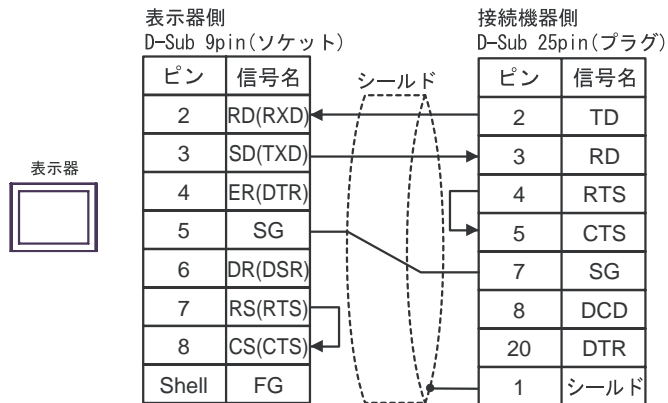 表示器側
D-Sub 9pin(ソケット)
接続機器側
D-Sub 25pin(プラグ)
表示器
シールド
ピン 信号名
2 RD(RXD)
3 SD(TXD)
4 ER(DTR)
5 SG
6 DR(DSR)
7 RS(RTS)
8 CS(CTS)
Shell FG
ピン 信号名
2 TD
3 RD
4 RTS
5 CTS
7 SG
8 DCD
20 DTR
1 シールド